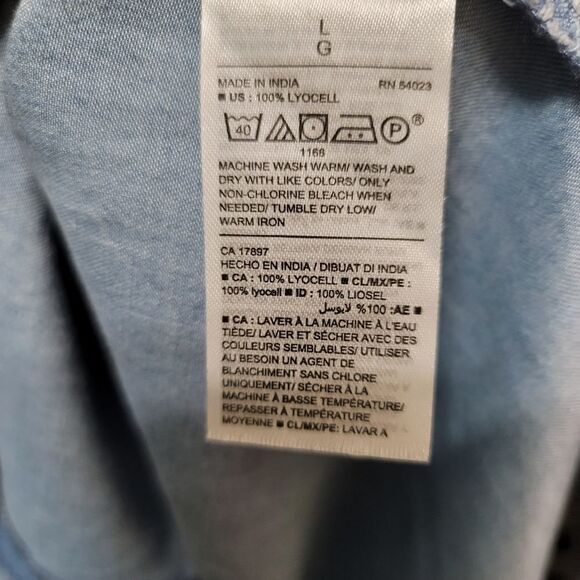 L
G
MADE IN INDIA RN 54023
■ US : 100% LYOCELL
40 P ®
1166
MACHINE WASH WARM/ WASH AND
DRY WITH LIKE COLORS/ ONLY
NON-CHLORINE BLEACH WHEN
NEEDED/ TUMBLE DRY LOW/
WARM IRON
CA 17897
HECHO EN INDIA / DIBUAT DI INDIA
■ CA : 100% LYOCELL ■ CL/MX/PE :
100% lyocell ■ ID : 100% LIOSEL
■ AE: 100% لايوسل ■
■ CA : LAVER À LA MACHINE À L'EAU
TIÈDE/ LAVER ET SÉCHER AVEC DES
COULEURS SEMBLABLES/ UTILISER
AU BESOIN UN AGENT DE
BLANCHIMENT SANS CHLORE
UNIQUEMENT/ SÉCHER À LA
MACHINE À BASSE TEMPÉRATURE/
REPASSER À TEMPÉRATURE
MOYENNE ■ CL/MX/PE: LAVAR A